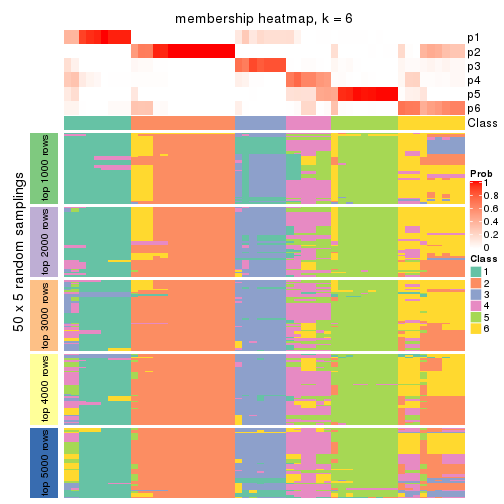 membership heatmap, k = 6
p1
p2
p3
p4
p5
p6
Class
50 x 5 random samplings
top 1000 rows
top 2000 rows
top 3000 rows
top 4000 rows
top 5000 rows
Prob
1
0.8
0.6
0.4
0.2
0
Class
1
2
3
4
5
6